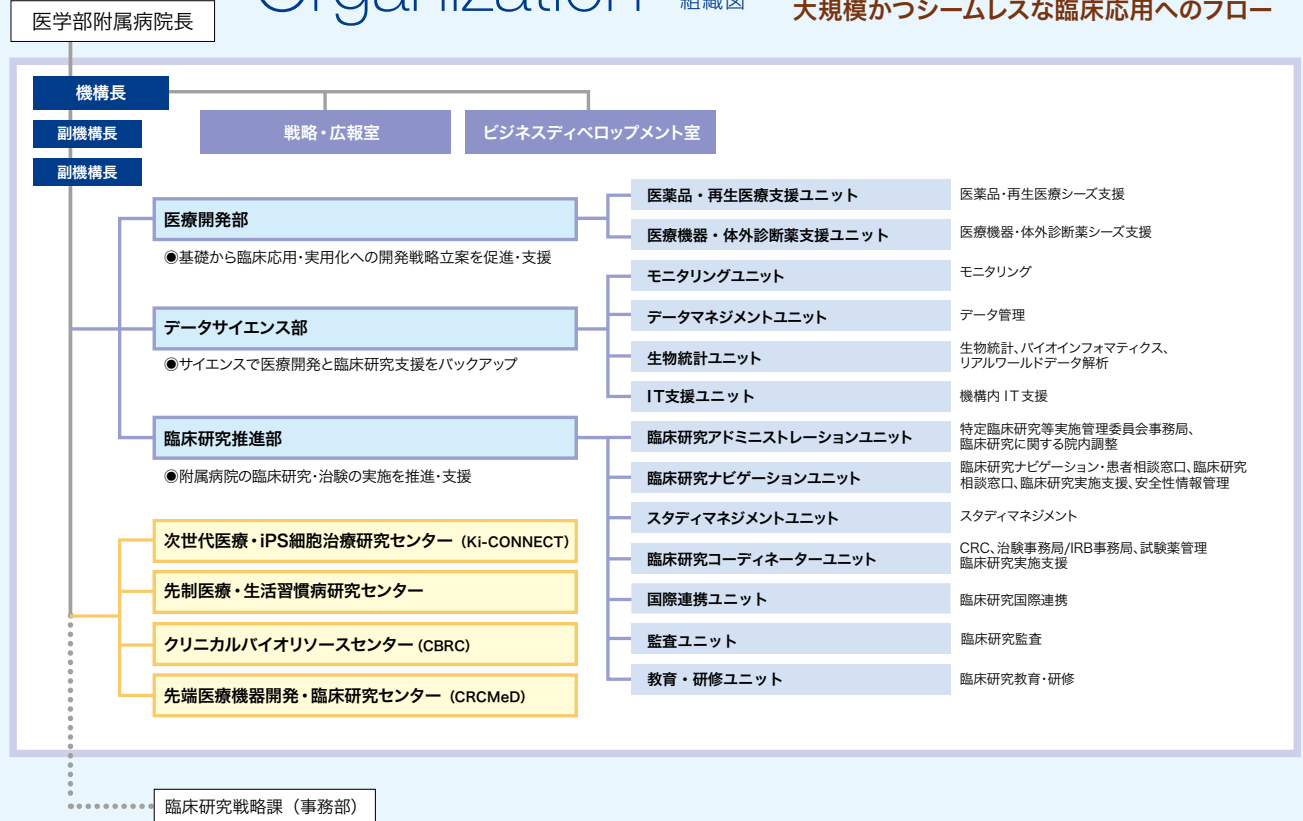 医学部附属病院長
Organization
組織図
大規模かつシームレスな臨床応用へのフロー
機構長
副機構長
副機構長
戦略・広報室
ビジネスディベロップメント室
医療開発部
◉基礎から臨床応用・実用化への開発戦略立案を促進・支援
医薬品・再生医療支援ユニット
医薬品・再生医療シーズ支援
医療機器・体外診断薬支援ユニット
医療機器・体外診断薬シーズ支援
データサイエンス部
◉サイエンスで医療開発と臨床研究支援をバックアップ
モニタリングユニット
モニタリング
データマネジメントユニット
データ管理
生物統計ユニット
生物統計、バイオインフォマティクス、
リアルワールドデータ解析
IT支援ユニット
機構内 IT 支援
臨床研究推進部
◉附属病院の臨床研究・治験の実施を推進・支援
臨床研究アドミニストレーションユニット
特定臨床研究等実施管理委員会事務局、
臨床研究に関する院内調整
臨床研究ナビゲーションユニット
臨床研究ナビゲーション・患者相談窓口、臨床研究
相談窓口、臨床研究実施支援、安全性情報管理
スタディマネジメントユニット
スタディマネジメント
臨床研究コーディネーターユニット
CRC、治験事務局/IRB事務局、試験薬管理
臨床研究実施支援
国際連携ユニット
臨床研究国際連携
監査ユニット
臨床研究監査
教育・研修ユニット
臨床研究教育・研修
次世代医療・iPS細胞治療研究センター (Ki-CONNECT)
先制医療・生活習慣病研究センター
クリニカルバイオリソースセンター (CBRC)
先端医療機器開発・臨床研究センター (CRCMeD)
臨床研究戦略課（事務部）